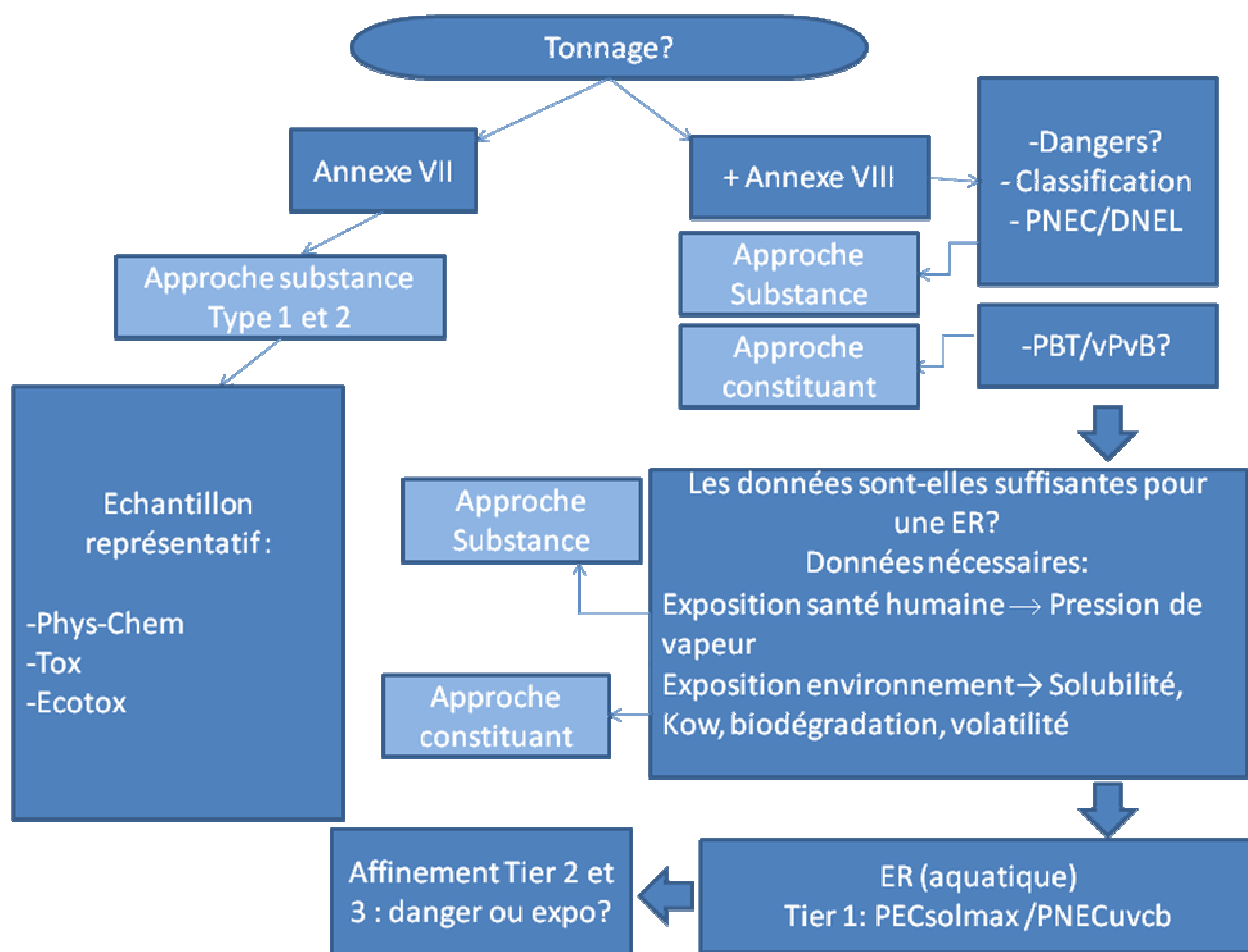 Tonnage?
Annexe VII
+ Annexe VIII
-Dangers?
- Classification
- PNEC/DNEL
Approche substance
Type 1 et 2
Approche
Substance
Approche
constituant
-PBT/vPvB?
Echantillon
représentatif :
-Phys-Chem
-Tox
-Ecotox
Les données sont-elles suffisantes pour
une ER?
Données nécessaires:
Exposition santé humaine → Pression de
vapeur
Exposition environnement→ Solubilité,
Kow, biodégradation, volatilité
Approche
Substance
Approche
constituant
Affinement Tier 2 et
3 : danger ou expo?
ER (aquatique)
Tier 1: PECsolmax /PNECuvcb